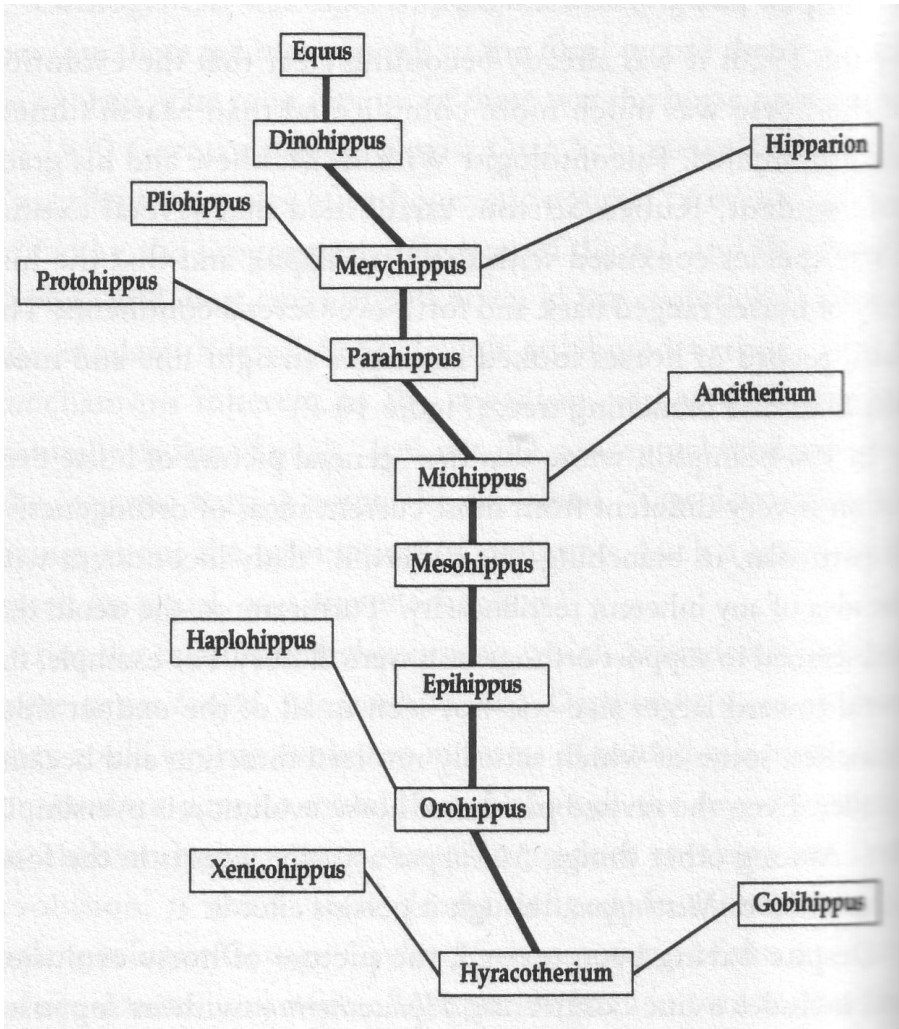 Equus
Dinohippus
Hipparion
Pliohippus
Merychippus
Protohippus
Parahippus
Ancitherium
Miohippus
Mesohippus
Haplohippus
Epihippus
Orohippus
Xenicohippus
Gobihippus
Hyracotherium